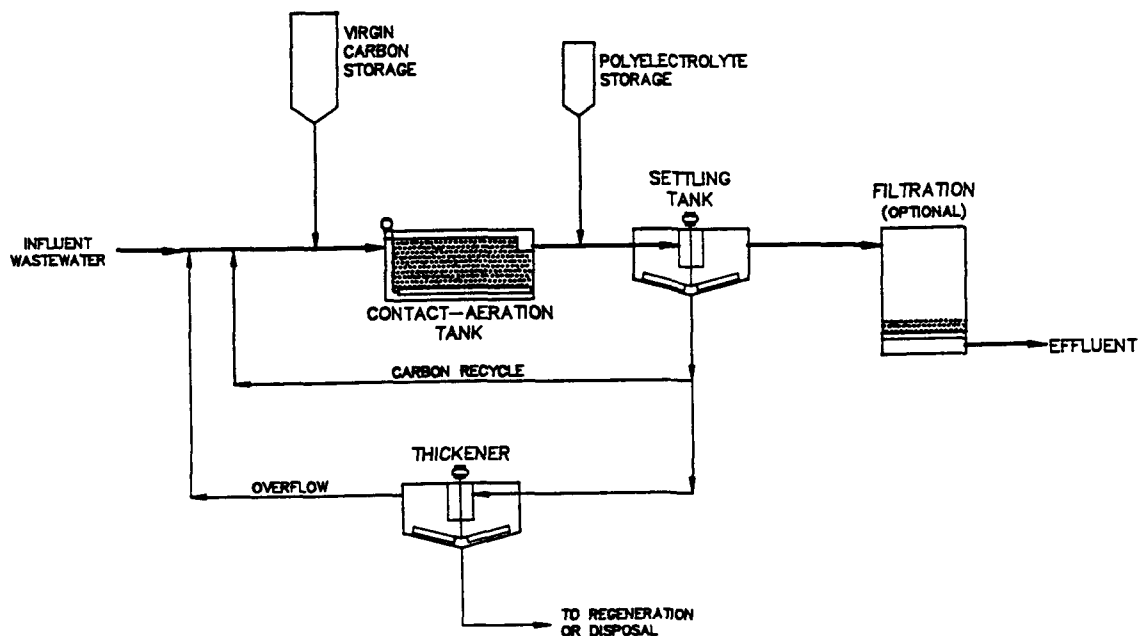 VIRGIN
CARBON
STORAGE
POLYELECTROLYTE
STORAGE
SETTLING
TANK
FILTRATION
(OPTIONAL)
INFLUENT
WASTEWATER
CONTACT-AERATION
TANK
EFFLUENT
CARBON RECYCLE
THICKENER
OVERFLOW
TO REGENERATION
OR DISPOSAL